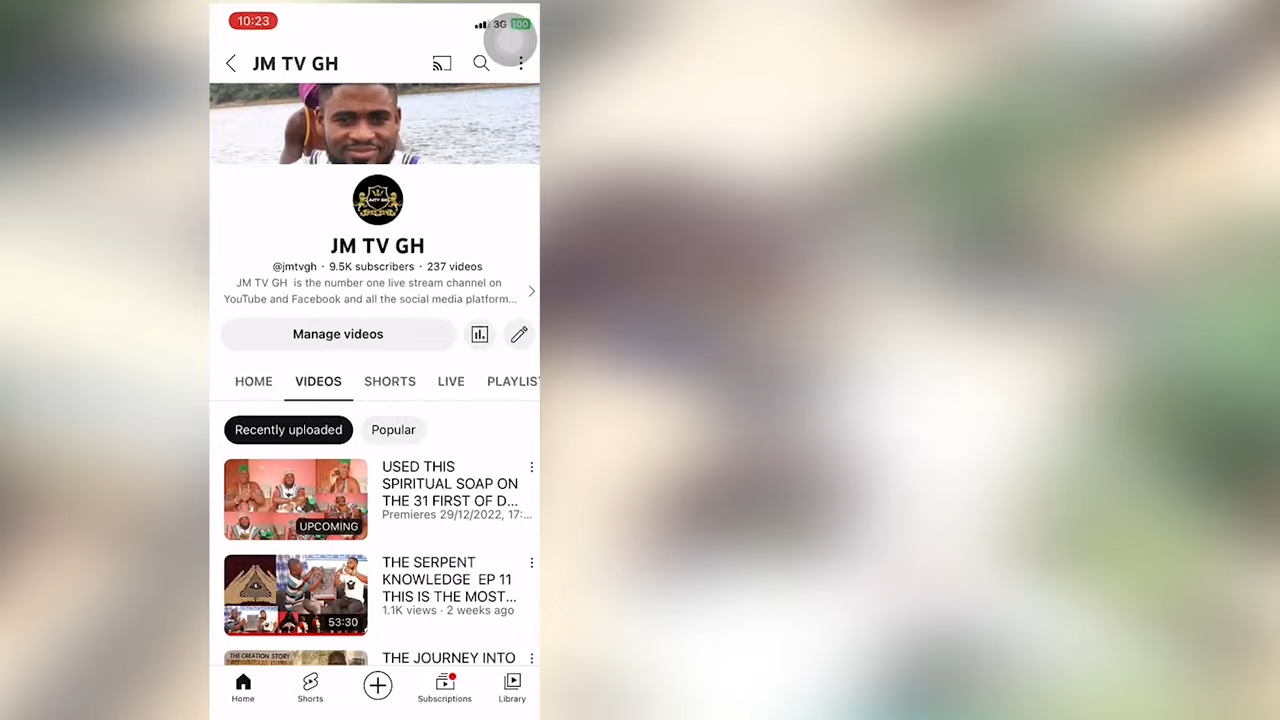 10:23
3G 100
JM TV GH
JMTV GH
JM TV GH
@jmtvgh · 9.5K subscribers · 237 videos
JM TV GH is the number one live stream channel on
YouTube and Facebook and all the social media platform...
Manage videos
HOME VIDEOS SHORTS LIVE PLAYLIS
Recently uploaded Popular
USED THIS
SPIRITUAL SOAP ON
THE 31 FIRST OF D...
Premieres 29/12/2022, 17:...
UPCOMING
THE SERPENT
KNOWLEDGE EP 11
THIS IS THE MOST...
1.1K views · 2 weeks ago
53:30
THE CREATION STORY
THE JOURNEY INTO
Home Shorts Subscriptions Library